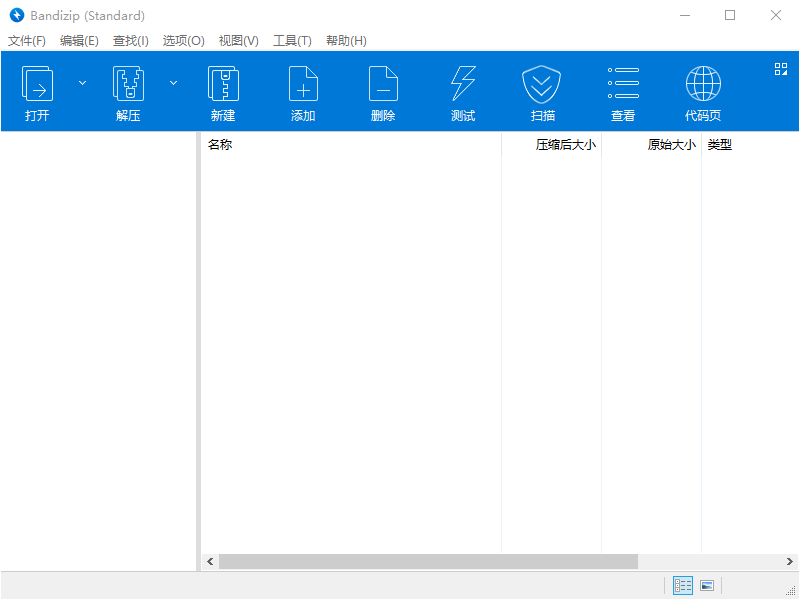 Bandizip (Standard)
文件(F) 编辑(E) 查找(I) 选项(O) 视图(V) 工具(T) 帮助(H)
打开 解压 新建 添加 删除 测试 扫描 查看 代码页
名称 压缩后大小 原始大小 类型